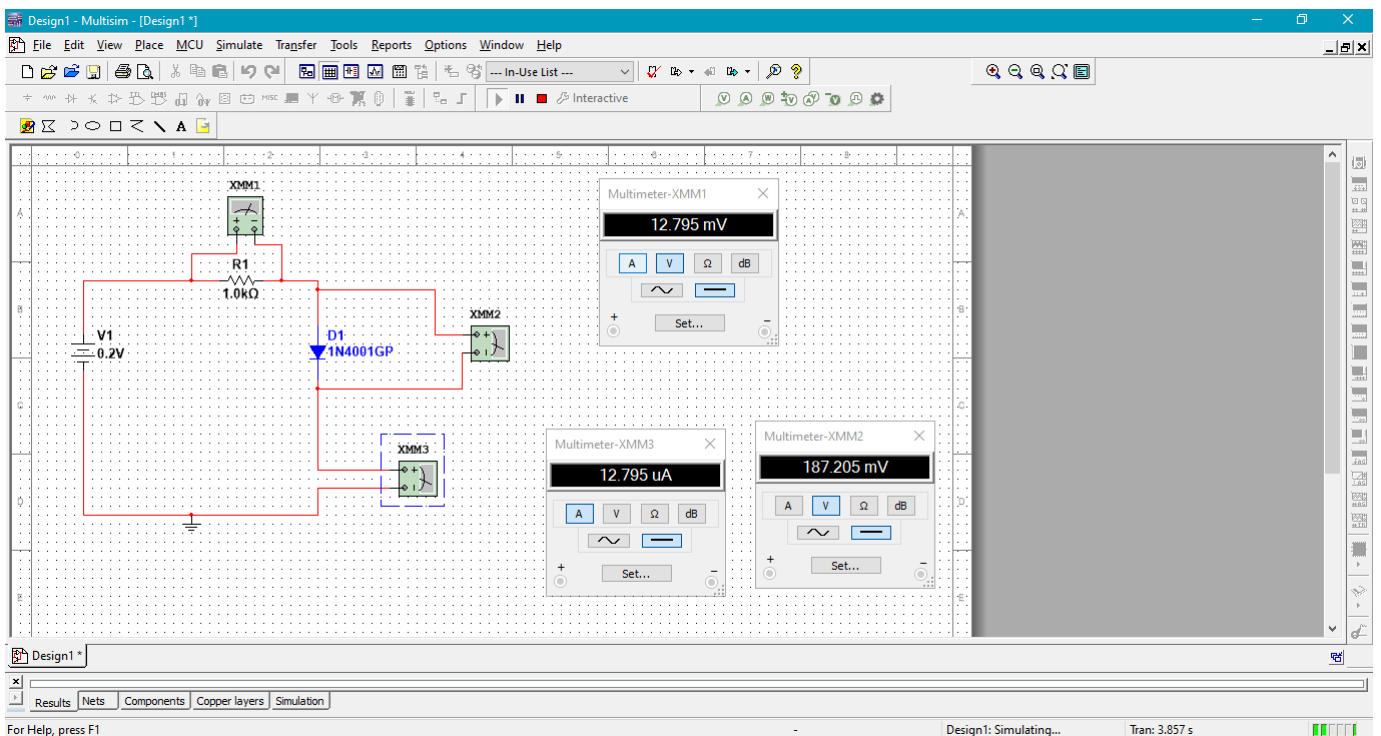 Design1 - Multisim - [Design1 *]
File Edit View Place MCU Simulate Transfer Tools Reports Options Window Help
--- In-Use List ---
Interactive
A
XMM1
R1
1.0kΩ
V1
0.2V
D1
1N4001GP
XMM2
XMM3
Multimeter-XMM1
12.795 mV
A V Ω dB
+ Set... -
Multimeter-XMM3
12.795 uA
A V Ω dB
+ Set... -
Multimeter-XMM2
187.205 mV
A V Ω dB
+ Set... -
Design1 *
Results Nets Components Copper layers Simulation
For Help, press F1 - Design1: Simulating... Tran: 3.857 s